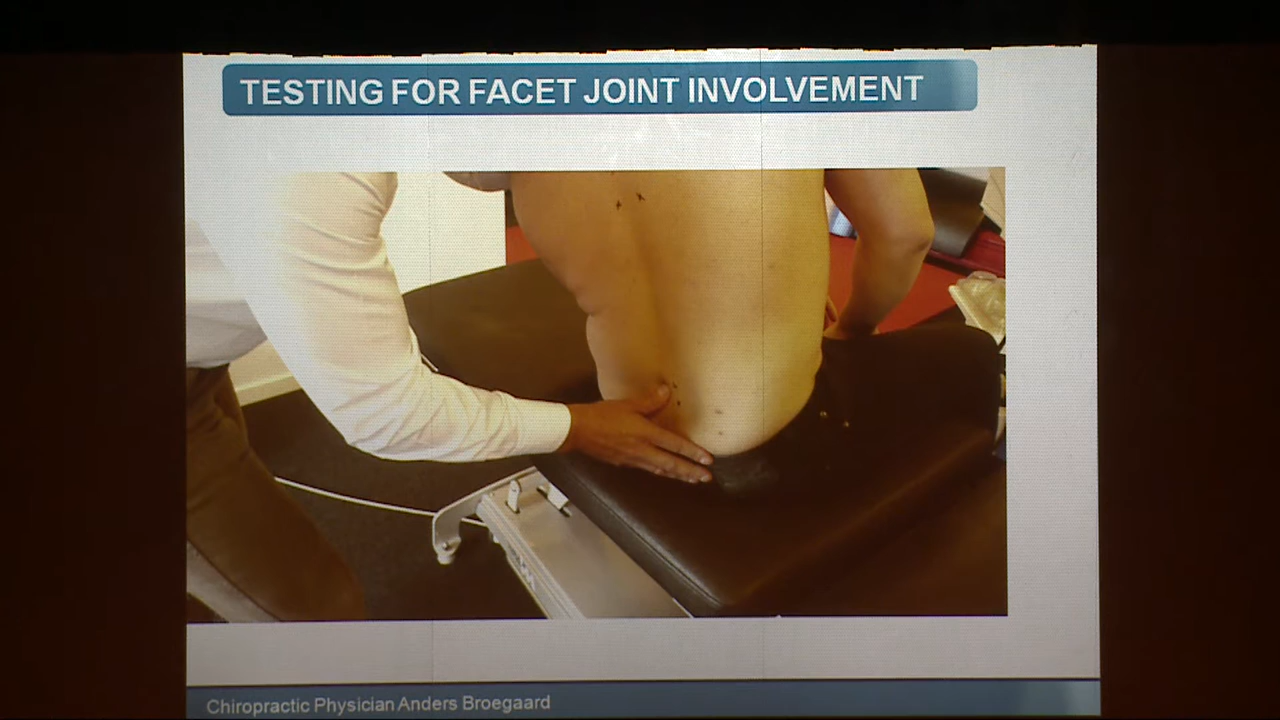 TESTING FOR FACET JOINT INVOLVEMENT
Chiropractic Physician Anders Broegaard